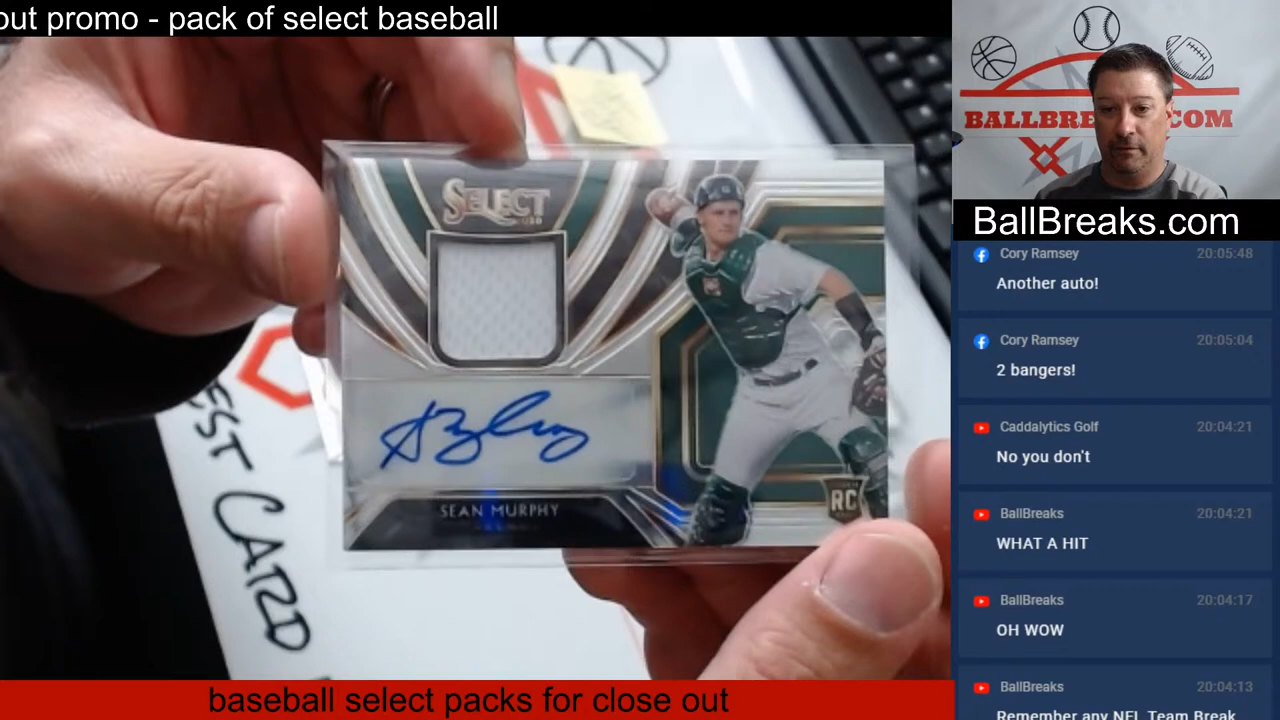 out promo - pack of select baseball
SELECT
SEAN MURPHY
RC
EST CARD
baseball select packs for close out
BallBreaks.com
Cory Ramsey 20:05:48
Another auto!
Cory Ramsey 20:05:04
2 bangers!
Caddalytics Golf 20:04:21
No you don't
BallBreaks 20:04:21
WHAT A HIT
BallBreaks 20:04:17
OH WOW
BallBreaks 20:04:13
Remember any NFL Team Break